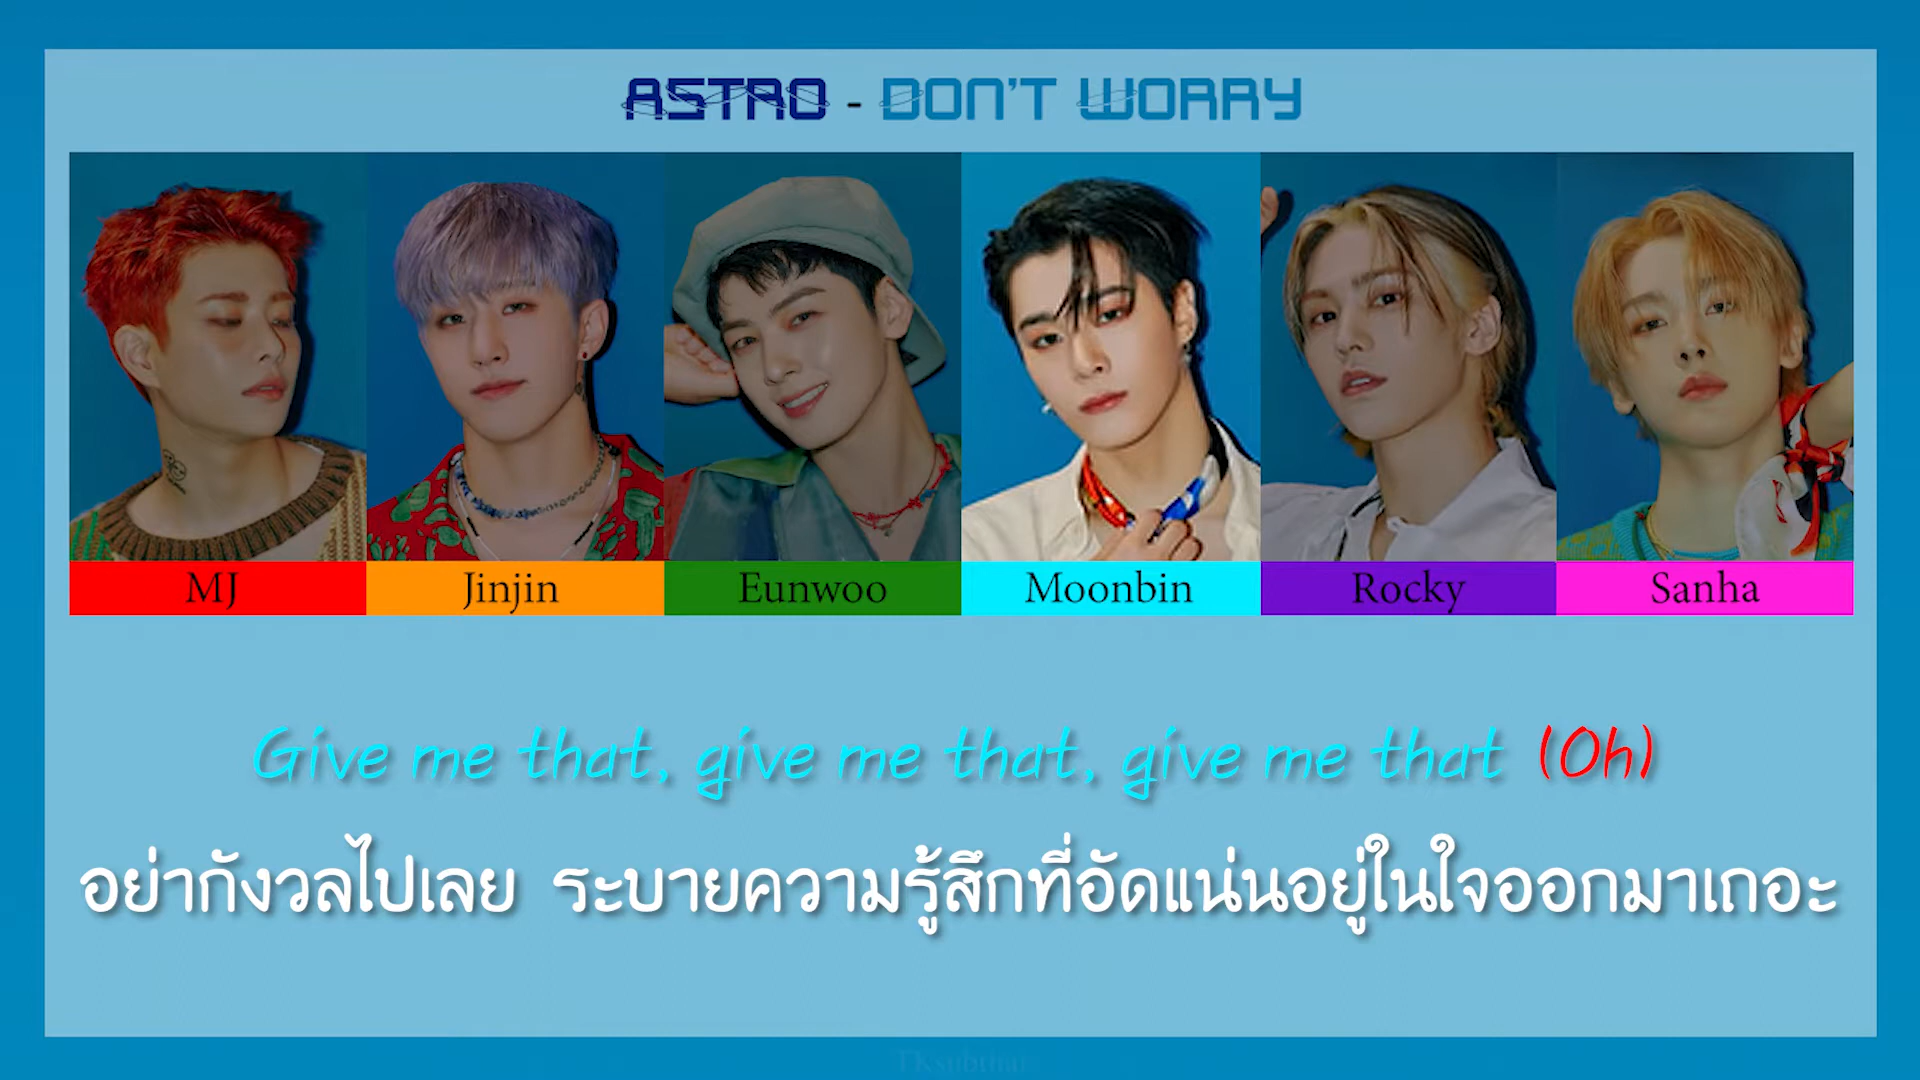 ASTRO - DON'T WORRY
MJ Jinjin Eunwoo Moonbin Rocky Sanha
Give me that, give me that, give me that (Oh)
อย่ากังวลไปเลย ระบายความรู้สึกที่อัดแน่นอยู่ในใจออกมาเถอะ
TKsubthai